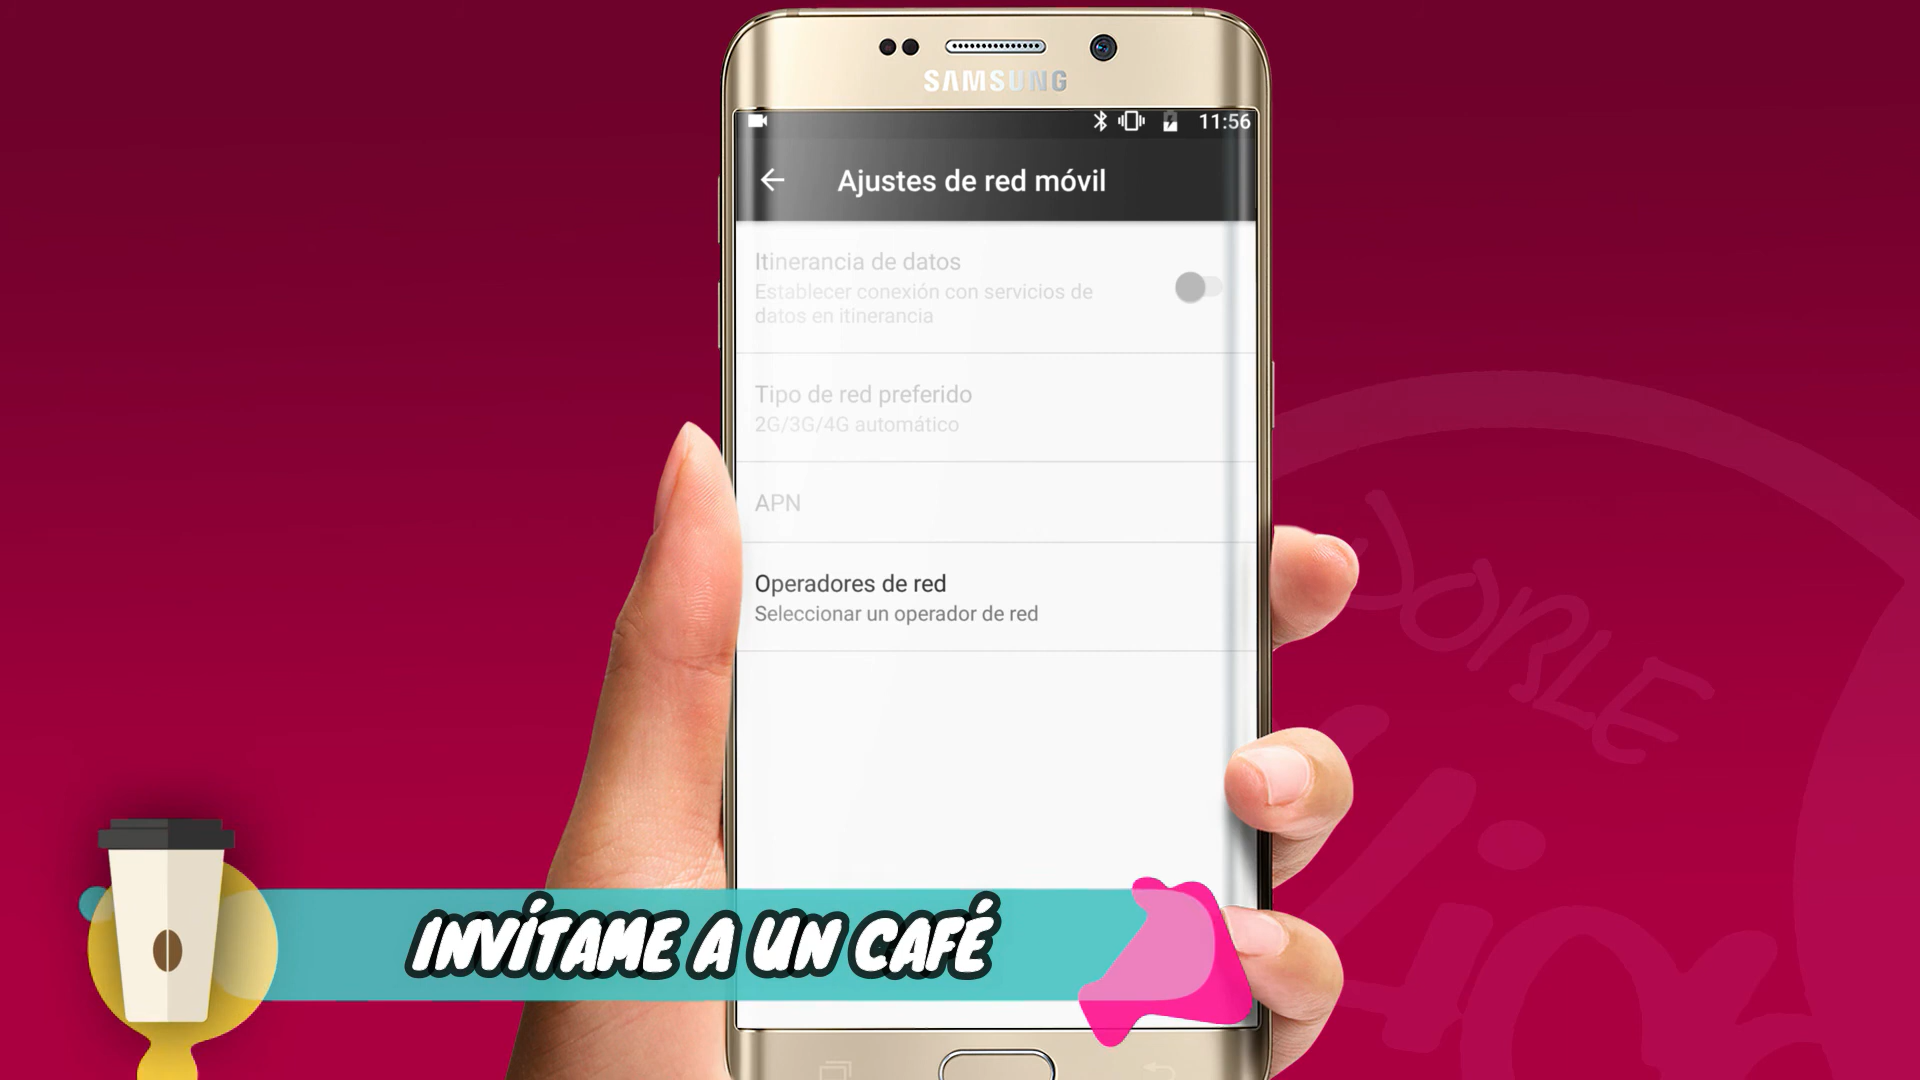 SAMSUNG
11:56
Ajustes de red móvil
Itinerancia de datos
Establecer conexión con servicios de
datos en itinerancia
Tipo de red preferido
2G/3G/4G automático
APN
Operadores de red
Seleccionar un operador de red
DOBLE
INVÍTAME A UN CAFÉ